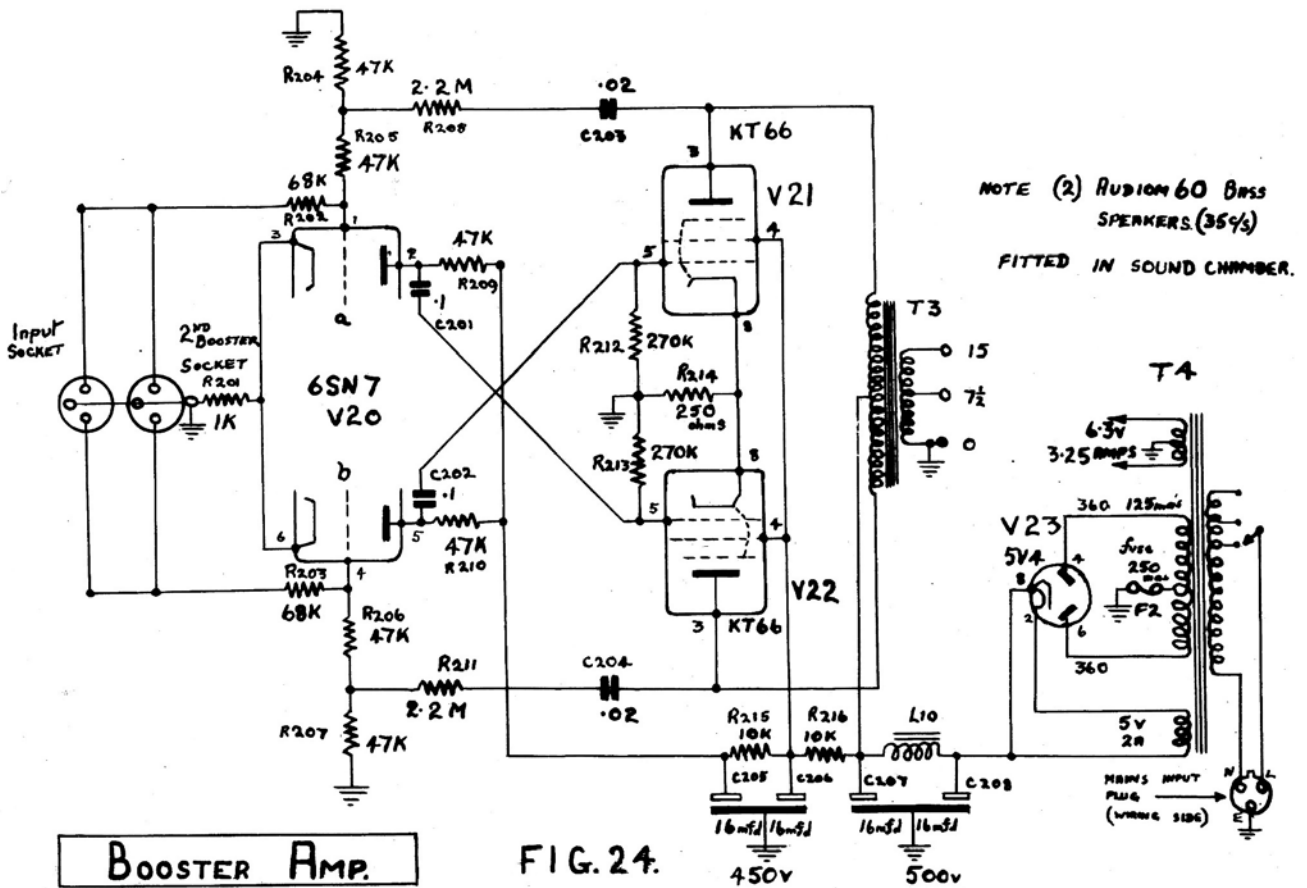 R204
47K
2.2M
R208
.02
C203
KT66
3
V21
NOTE (2) AUDIOM 60 BASS
SPEAKERS. (35c/s)
FITTED IN SOUND CHAMBER.
R205
47K
68K
R202
1
3
2
47K
R209
5
4
.1
C201
a
8
Input
Socket
2ND BOOSTER
SOCKET
R201
1K
6SN7
V20
R212
270K
R214
250
ohms
T3
15
7½
0
T4
6.3V
3.25 AMPS
b
C202
.1
R213
270K
8
5
4
6
5
4
47K
R210
R203
68K
V22
KT66
3
360
125ma's
V23
5V4
fuse
250
mas
F2
4
8
2
6
360
R206
47K
R211
2.2M
C204
.02
R207
47K
R215
10K
R216
10K
L10
5v
2a
C205
C206
C207
C208
MAINS INPUT
PLUG
(WIRING SIDE)
N
L
E
16mfd
16mfd
16mfd
16mfd
450v
500v
BOOSTER AMP.
FIG. 24.